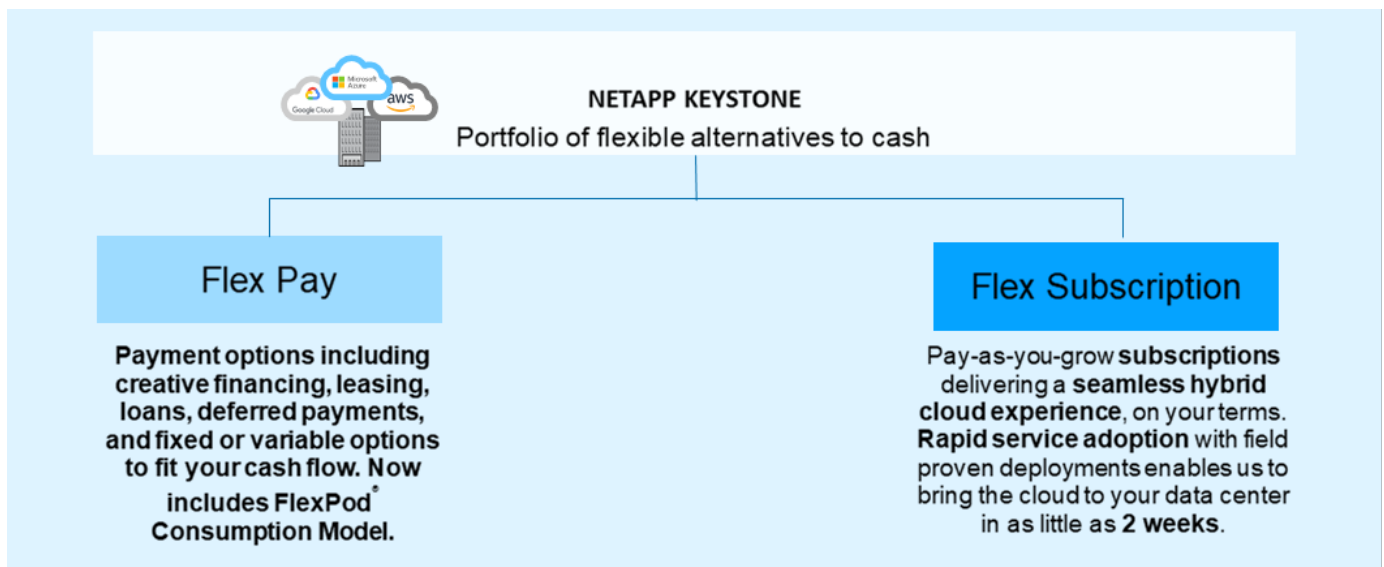 Microsoft
Azure
Google Cloud
aws
NETAPP KEYSTONE
Portfolio of flexible alternatives to cash
Flex Pay
Payment options including
creative financing, leasing,
loans, deferred payments,
and fixed or variable options
to fit your cash flow. Now
includes FlexPod®
Consumption Model.
Flex Subscription
Pay-as-you-grow subscriptions
delivering a seamless hybrid
cloud experience, on your terms.
Rapid service adoption with field
proven deployments enables us to
bring the cloud to your data center
in as little as 2 weeks.